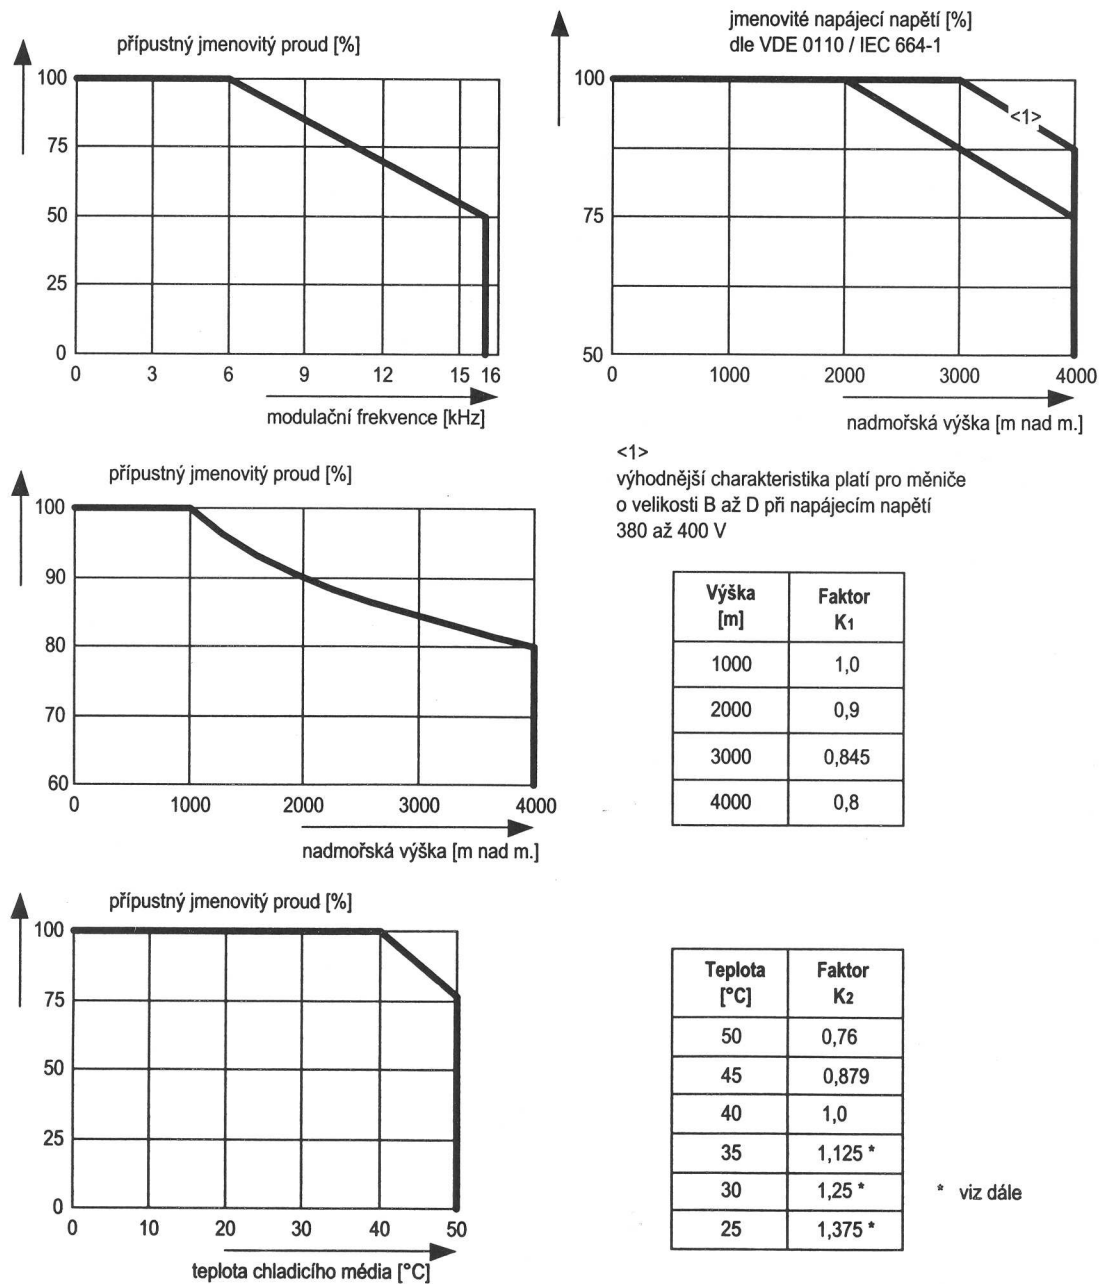 přípustný jmenovitý proud [%]
100
75
50
25
0
0 3 6 9 12 15 16
modulační frekvence [kHz]
jmenovité napájecí napětí [%]
dle VDE 0110 / IEC 664-1
100
<1>
75
50
0 1000 2000 3000 4000
nadmořská výška [m nad m.]
<1>
výhodnější charakteristika platí pro měniče
o velikosti B až D při napájecím napětí
380 až 400 V
přípustný jmenovitý proud [%]
100
90
80
70
60
0 1000 2000 3000 4000
nadmořská výška [m nad m.]
Výška Faktor
[m] K1
1000 1,0
2000 0,9
3000 0,845
4000 0,8
přípustný jmenovitý proud [%]
100
75
50
25
0
0 10 20 30 40 50
teplota chladicího média [°C]
Teplota Faktor
[°C] K2
50 0,76
45 0,879
40 1,0
35 1,125 *
30 1,25 * * viz dále
25 1,375 *